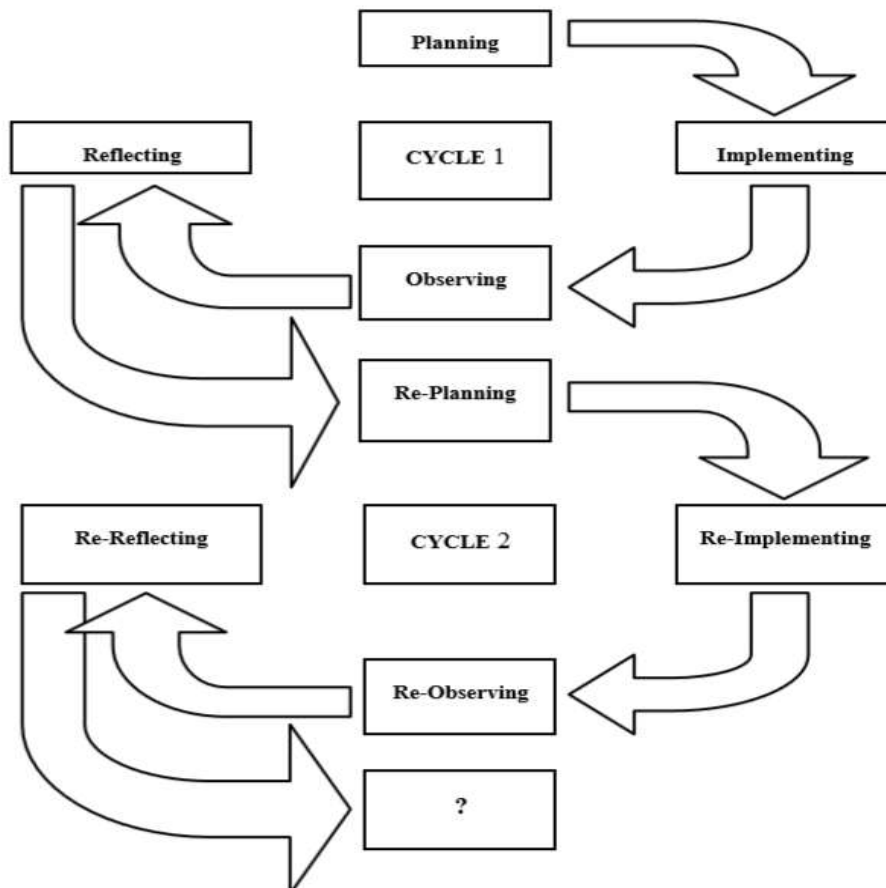 Planning
Reflecting
CYCLE 1
Implementing
Observing
Re-Planning
Re-Reflecting
CYCLE 2
Re-Implementing
Re-Observing
?